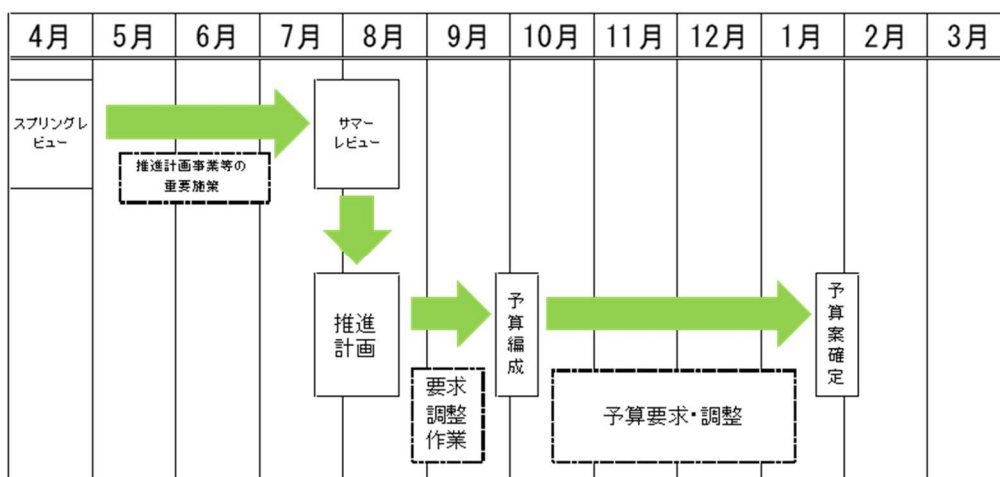 4月 5月 6月 7月 8月 9月 10月 11月 12月 1月 2月 3月
スプリングレ
ビュー
サマー
レビュー
推進計画事業等の
重要施策
推進
計画
予算編成
予算案確定
要求
調整
作業
予算要求・調整